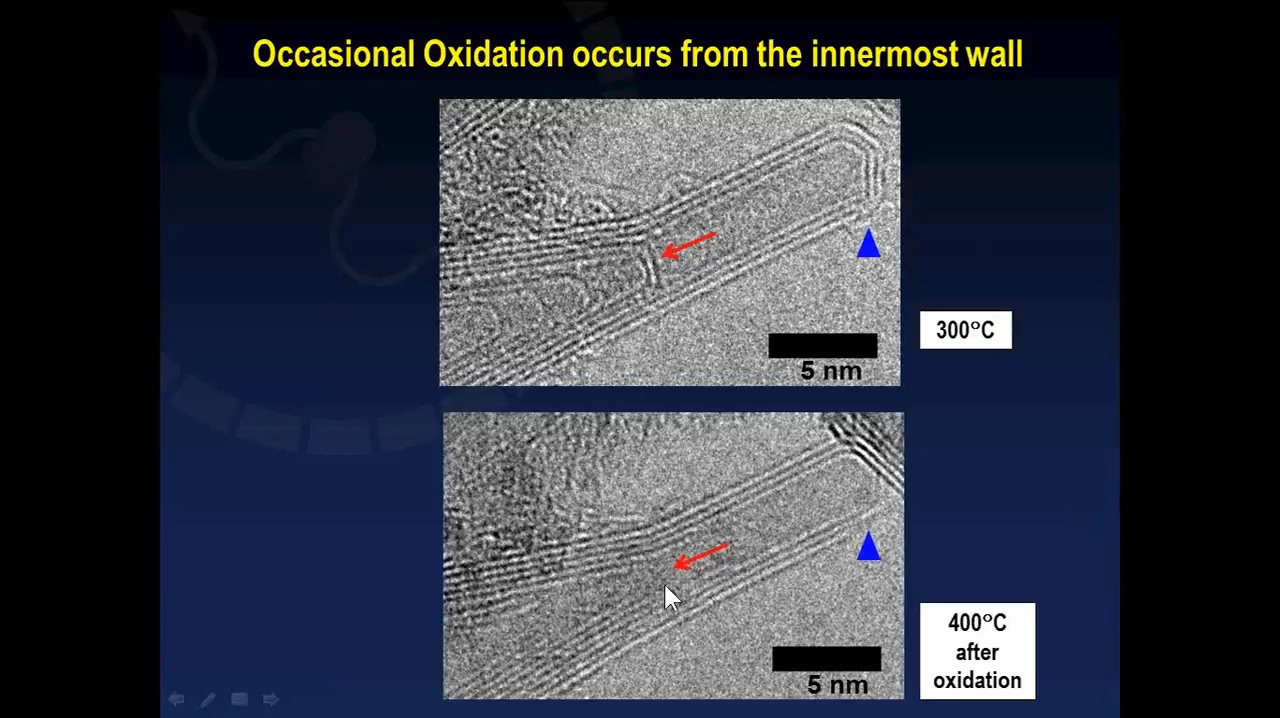 Occasional Oxidation occurs from the innermost wall
5 nm
300°C
5 nm
400°C
after
oxidation